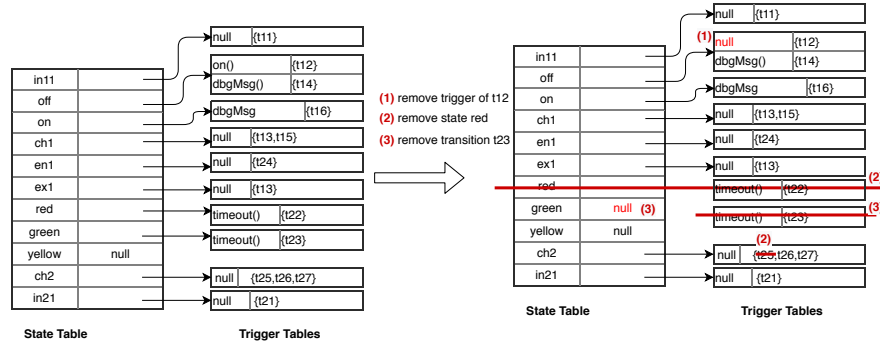 null {t11}
on() {t12}
dbgMsg() {t14}
dbgMsg {t16}
null {t13,t15}
null {t24}
null {t13}
timeout() {t22}
timeout() {t23}
null {t25,t26,t27}
null {t21}
in11
off
on
ch1
en1
ex1
red
green
yellow null
ch2
in21
State Table Trigger Tables
(1) remove trigger of t12
(2) remove state red
(3) remove transition t23
null {t11}
(1) null {t12}
dbgMsg() {t14}
dbgMsg {t16}
null {t13,t15}
null {t24}
null {t13}
timeout() {t22} (2)
timeout() {t23} (3)
(2)
null {t25,t26,t27}
null {t21}
in11
off
on
ch1
en1
ex1
red
green null (3)
yellow null
ch2
in21
State Table Trigger Tables